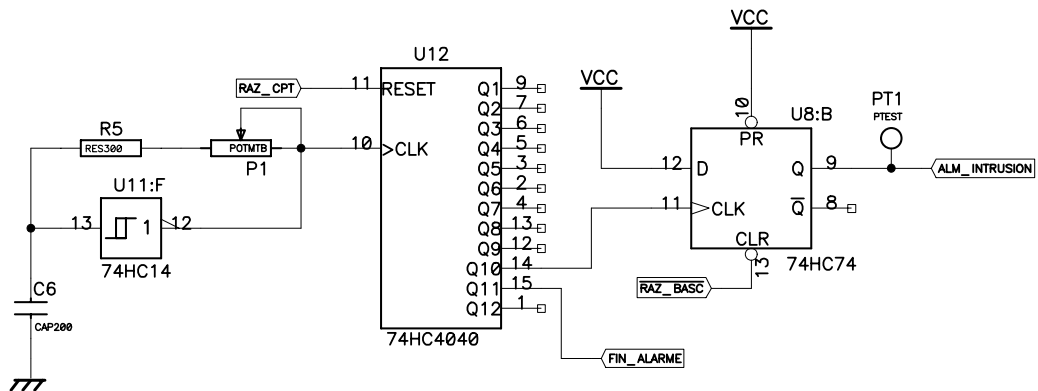 VCC
U12
VCC
RAZ_CPT
11
RESET
Q1
9
10
PT1
Q2
7
U8:B
PTEST
R5
Q3
6
PR
RES300
POTMTB
10
CLK
Q4
5
P1
Q5
3
12
D
Q
9
ALM_INTRUSION
U11:F
Q6
2
13
1
12
Q7
4
11
CLK
Q
8
Q8
13
74HC14
Q9
12
CLR
Q10
14
13
74HC74
C6
Q11
15
RAZ_BASC
CAP200
Q12
1
74HC4040
FIN_ALARME